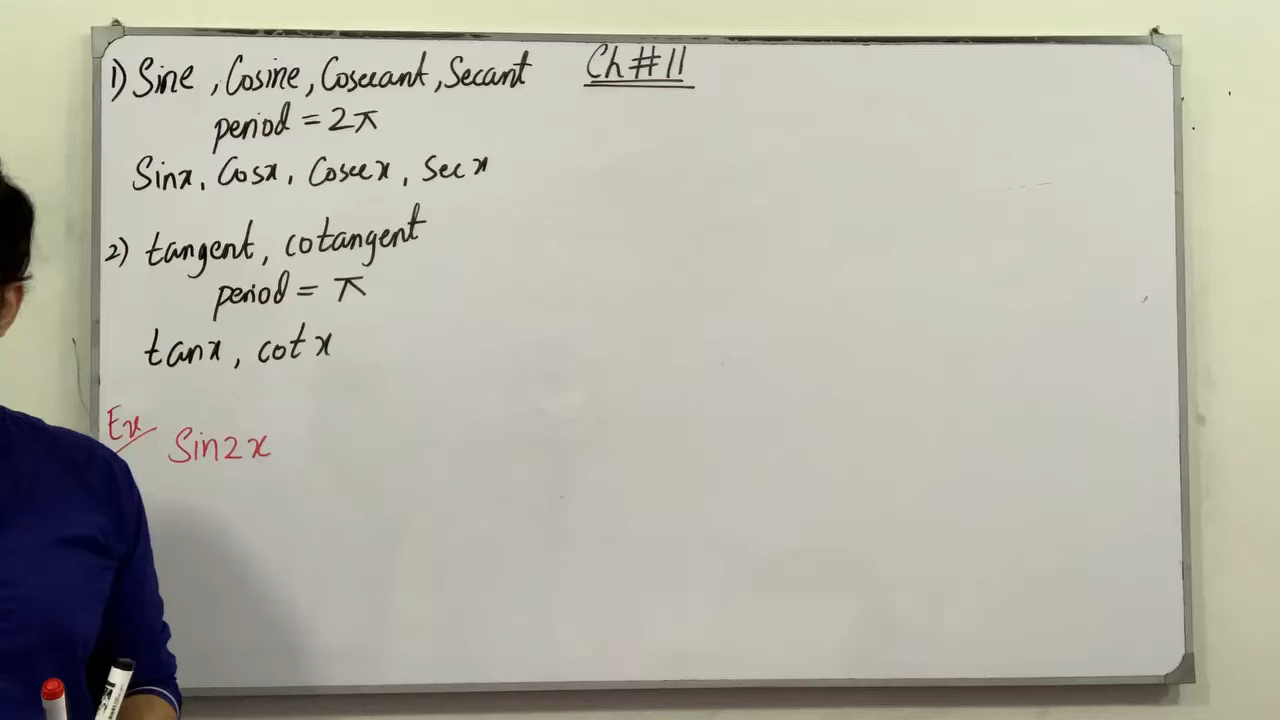 Ch#11
1) Sine, Cosine, Cosecant, Secant
period = 2π
Sinx, Cosx, Cosecx, Secx
2) tangent, cotangent
period = π
tanx, cotx
Ex Sin2x